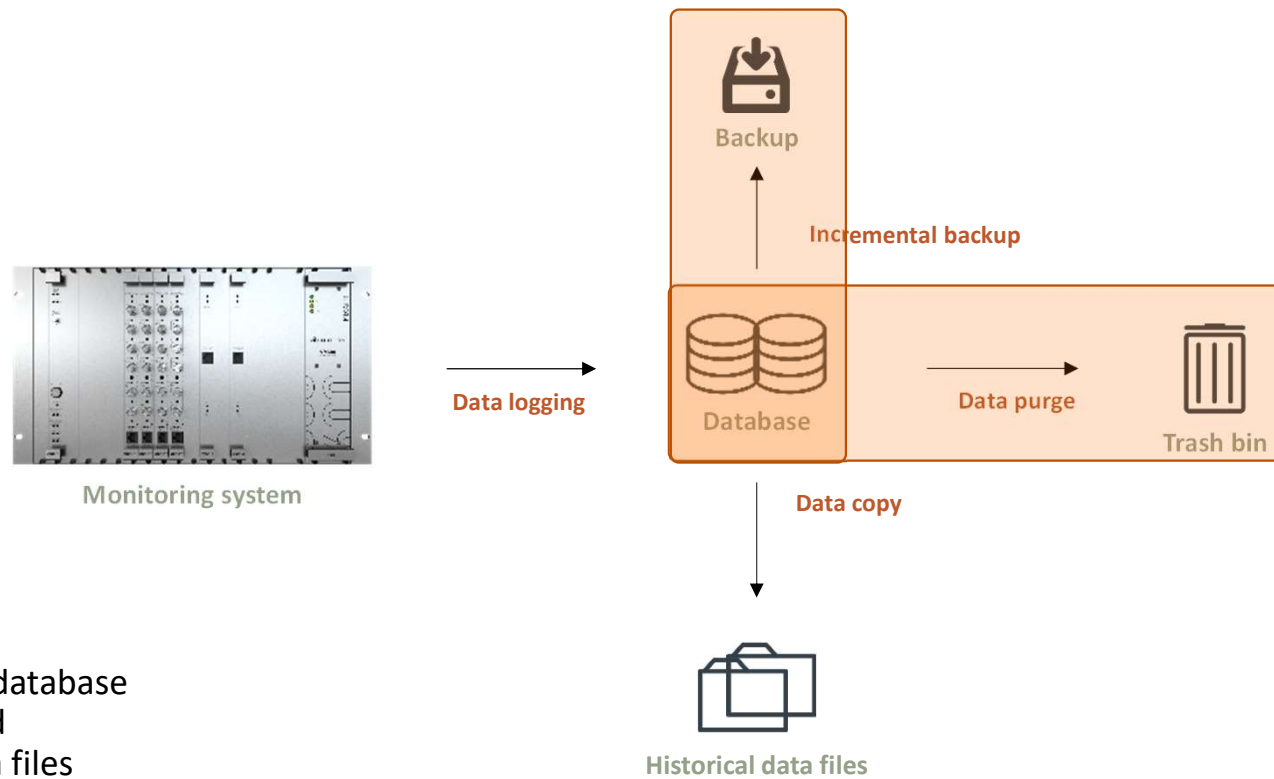 Backup
Incremental backup
Database
Data logging
Data purge
Trash bin
Monitoring system
Data copy
database
files
Historical data files